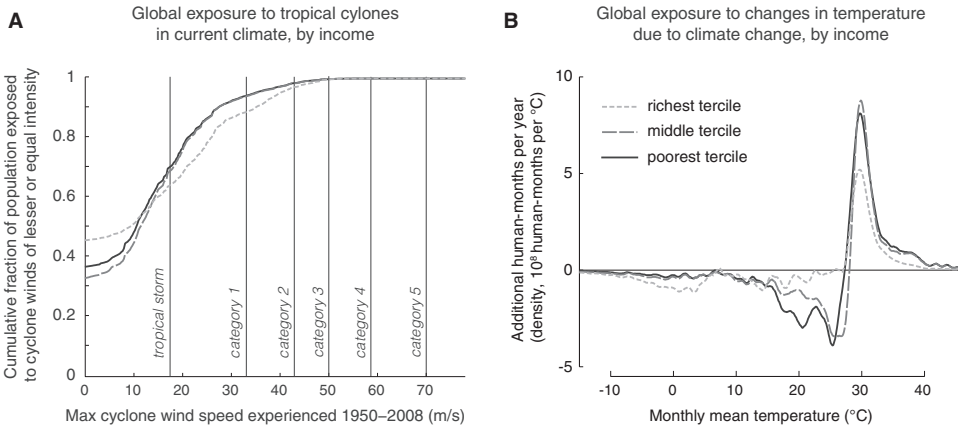 A
Global exposure to tropical cylones
in current climate, by income
Cumulative fraction of population exposed
to cyclone winds of lesser or equal intensity
1
0.8
0.6
0.4
0.2
0
tropical storm
category 1
category 2
category 3
category 4
category 5
0 10 20 30 40 50 60 70
Max cyclone wind speed experienced 1950–2008 (m/s)
B
Global exposure to changes in temperature
due to climate change, by income
Additional human-months per year
(density, 10⁸ human-months per °C)
10
5
0
-5
richest tercile
middle tercile
poorest tercile
-10 0 10 20 30 40
Monthly mean temperature (°C)